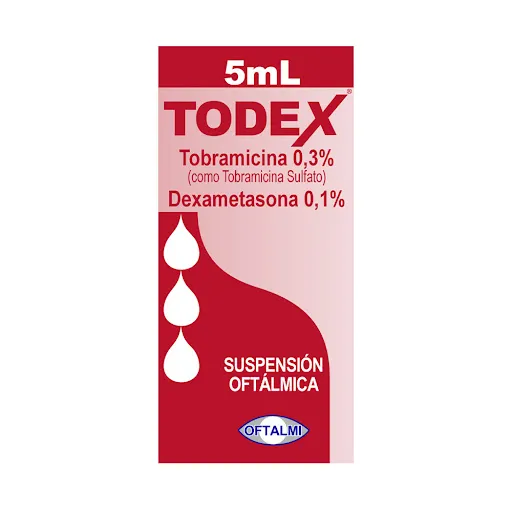 5mL
TODEX®
Tobramicina 0,3%
(como Tobramicina Sulfato)
Dexametasona 0,1%
SUSPENSIÓN
OFTÁLMICA
OFTALMI